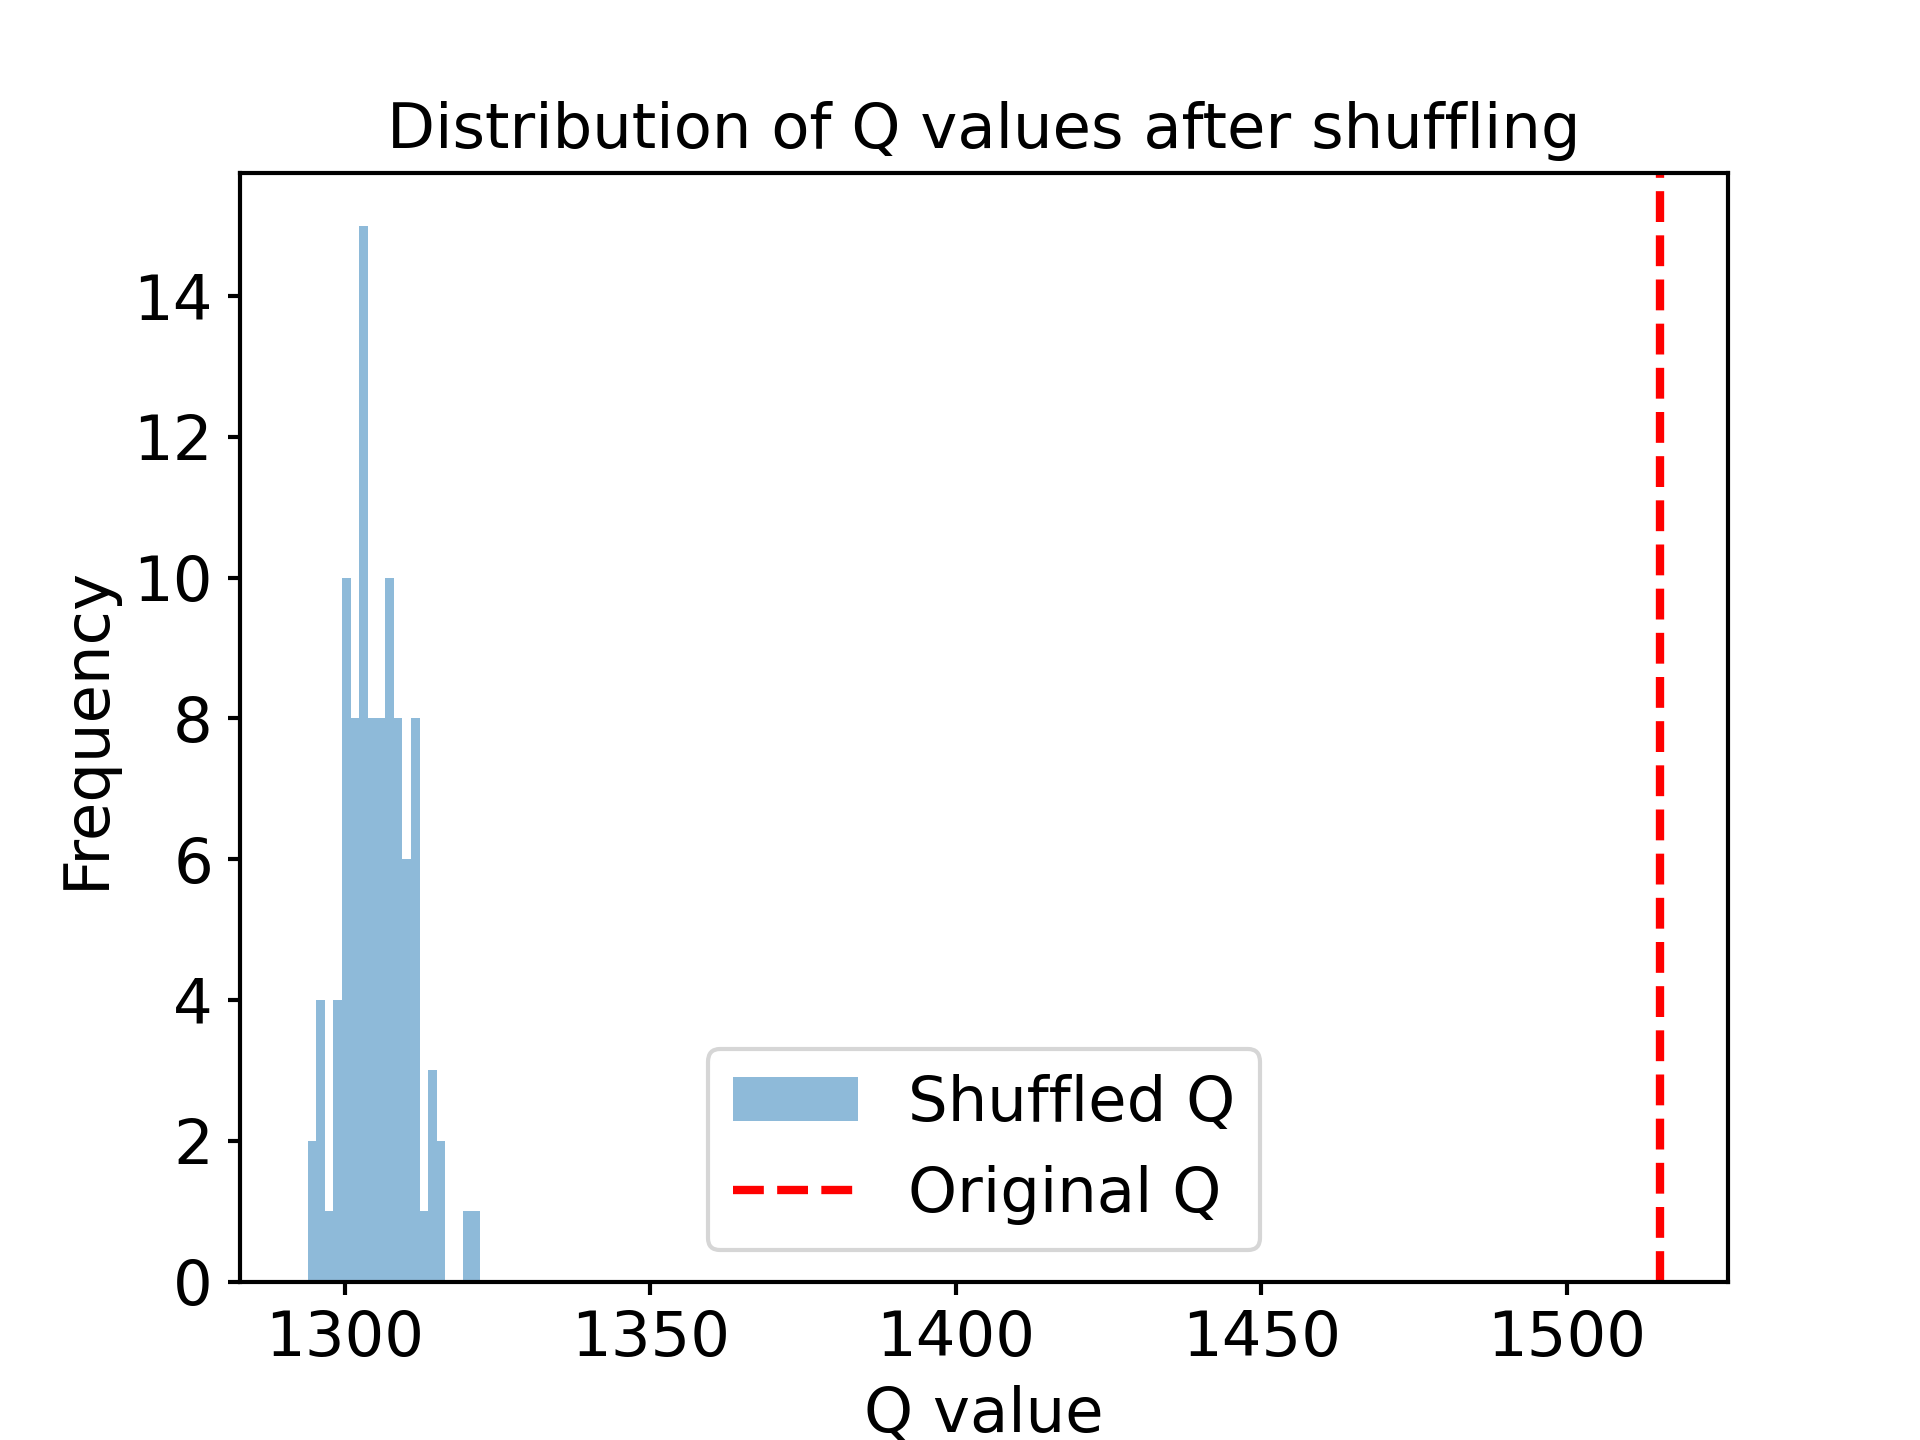 Distribution of Q values after shuffling
Frequency
14
12
10
8
6
4
2
0
Shuffled Q
Original Q
1300 1350 1400 1450 1500
Q value